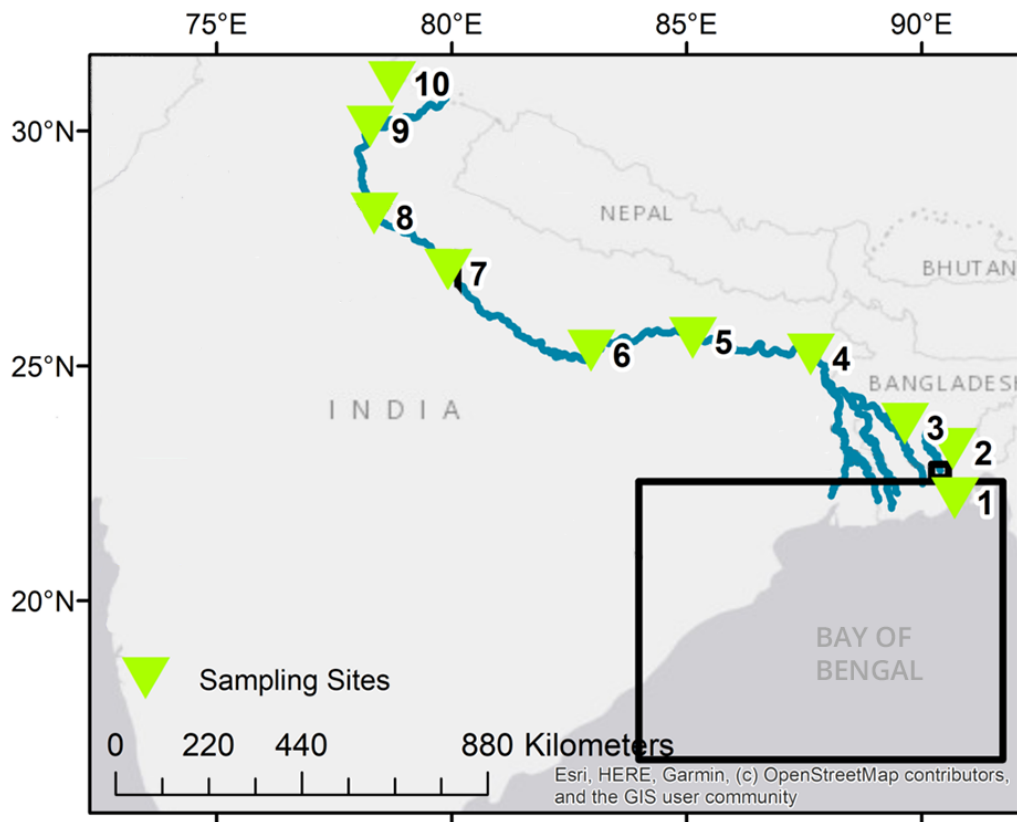 75°E 80°E 85°E 90°E
10
30°N
9
8
NEPAL
7
BHUTAN
5
6
4
25°N
BANGLADESH
INDIA
3
2
1
20°N
BAY OF
BENGAL
Sampling Sites
0 220 440 880 Kilometers
Esri, HERE, Garmin, (c) OpenStreetMap contributors,
and the GIS user community